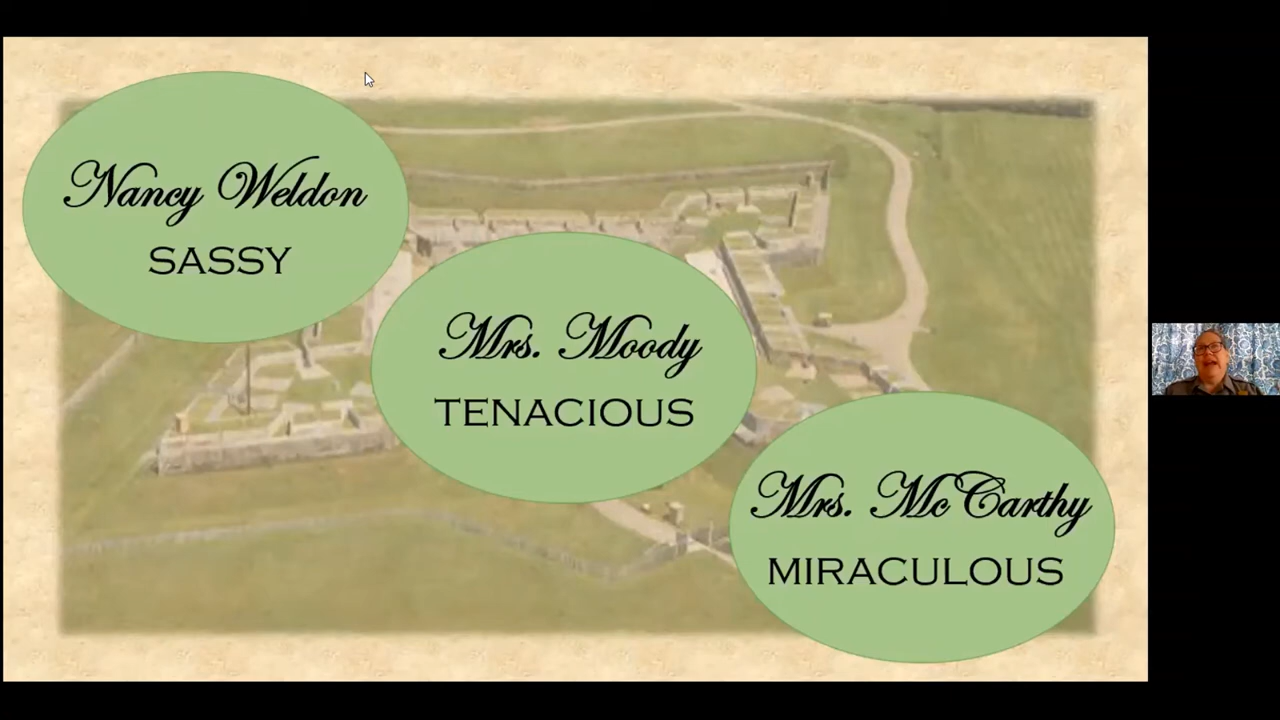 Nancy Weldon
SASSY
Mrs. Moody
TENACIOUS
Mrs. McCarthy
MIRACULOUS